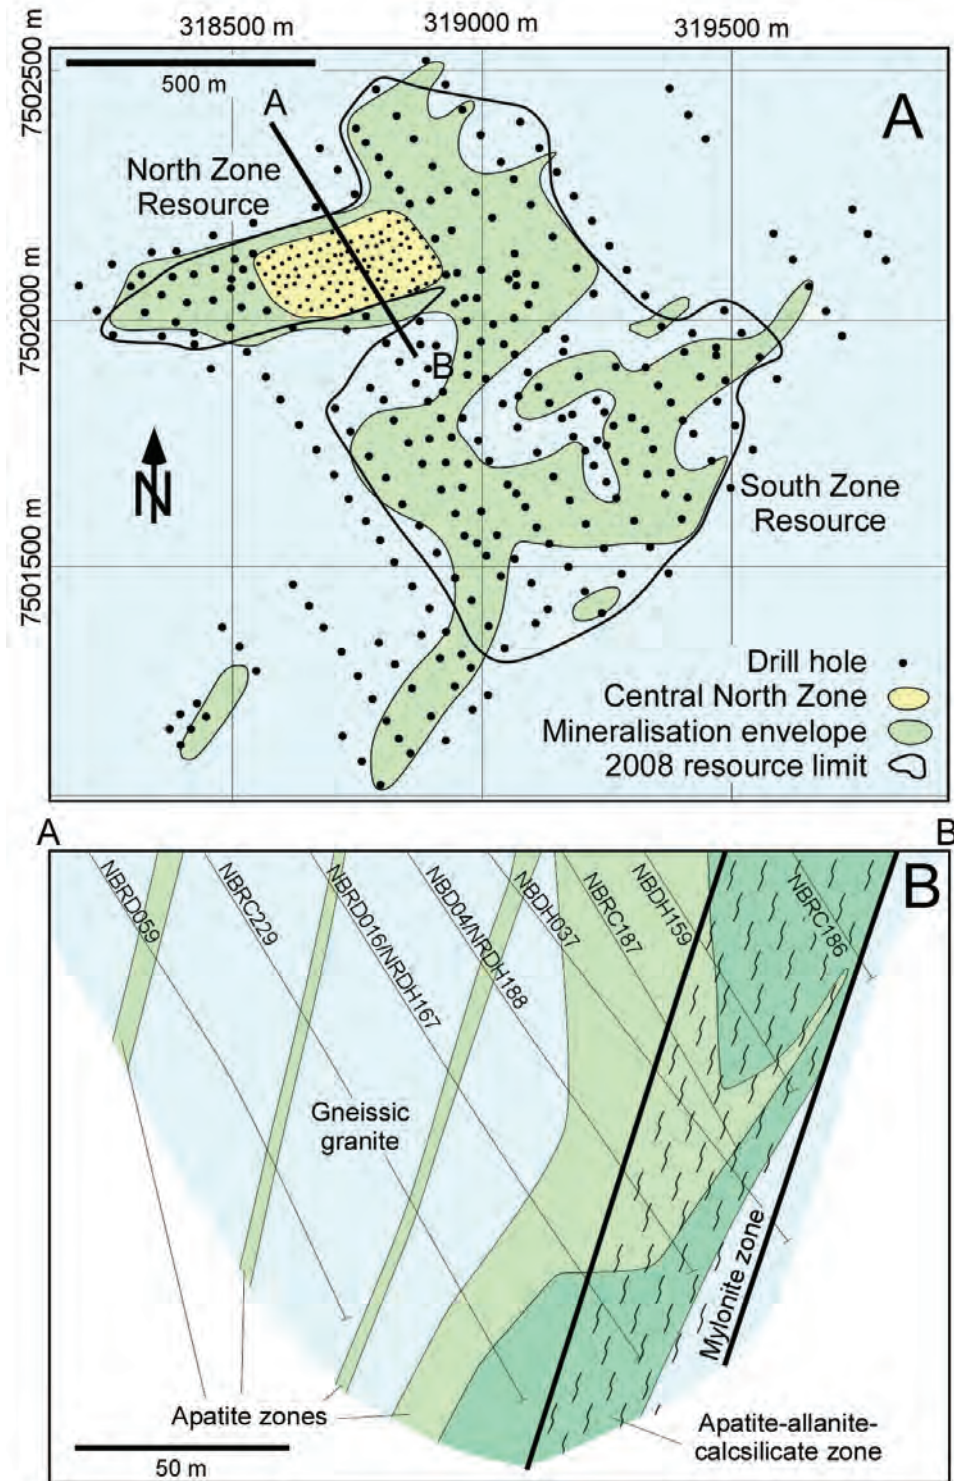 318500 m
319000 m
319500 m
7502500 m
7502000 m
7501500 m
500 m
A
A
North Zone
Resource
B
N
South Zone
Resource
Drill hole
Central North Zone
Mineralisation envelope
2008 resource limit
A
B
B
NBRD059
NBRC229
NBRD016/NRDH167
NBD04/NRDH188
NBDH037
NBRC187
NBDH159
NBRC186
Gneissic
granite
Mylonite zone
Apatite zones
Apatite-allanite-
calcsilicate zone
50 m